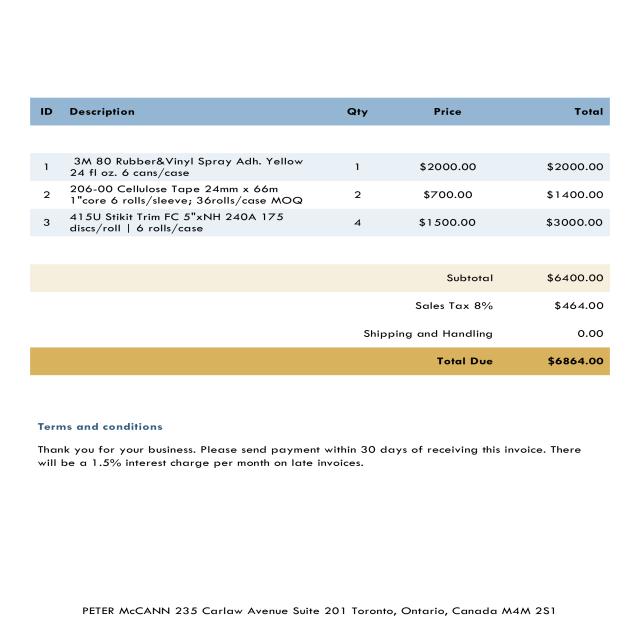 ID Description Qty Price Total
1 3M 80 Rubber&Vinyl Spray Adh. Yellow 24 fl oz. 6 cans/case 1 $2000.00 $2000.00
2 206-00 Cellulose Tape 24mm x 66m 1"core 6 rolls/sleeve; 36rolls/case MOQ 2 $700.00 $1400.00
3 415U Stikit Trim FC 5"xNH 240A 175 discs/roll | 6 rolls/case 4 $1500.00 $3000.00
Subtotal $6400.00
Sales Tax 8% $464.00
Shipping and Handling 0.00
Total Due $6864.00
Terms and conditions
Thank you for your business. Please send payment within 30 days of receiving this invoice. There
will be a 1.5% interest charge per month on late invoices.
PETER McCANN 235 Carlaw Avenue Suite 201 Toronto, Ontario, Canada M4M 2S1